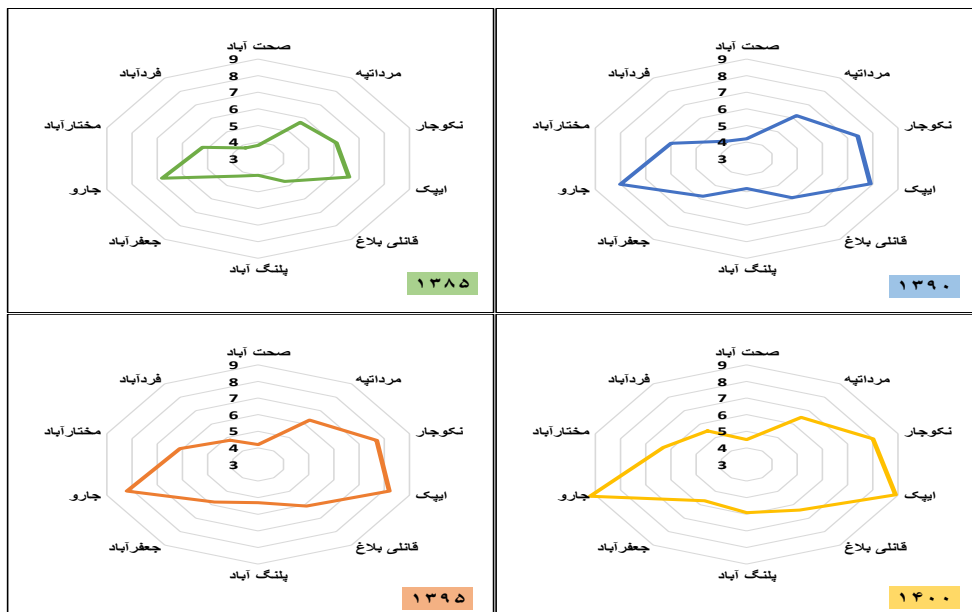 صحت آباد
9
مرداتپه
فردآباد
8
7
نکوجار
مختارآباد
6
5
4
3
ایپک
جارو
قانلی بلاغ
جعفرآباد
پلنگ آباد
۱۳۸۵
صحت آباد
9
مرداتپه
فردآباد
8
7
نکوجار
مختارآباد
6
5
4
3
ایپک
جارو
قانلی بلاغ
جعفرآباد
پلنگ آباد
۱۳۹۰
صحت آباد
9
مرداتپه
فردآباد
8
7
نکوجار
مختارآباد
6
5
4
3
ایپک
جارو
قانلی بلاغ
جعفرآباد
پلنگ آباد
۱۳۹۵
صحت آباد
9
مرداتپه
فردآباد
8
7
نکوجار
مختارآباد
6
5
4
3
ایپک
جارو
قانلی بلاغ
جعفرآباد
پلنگ آباد
۱۴۰۰